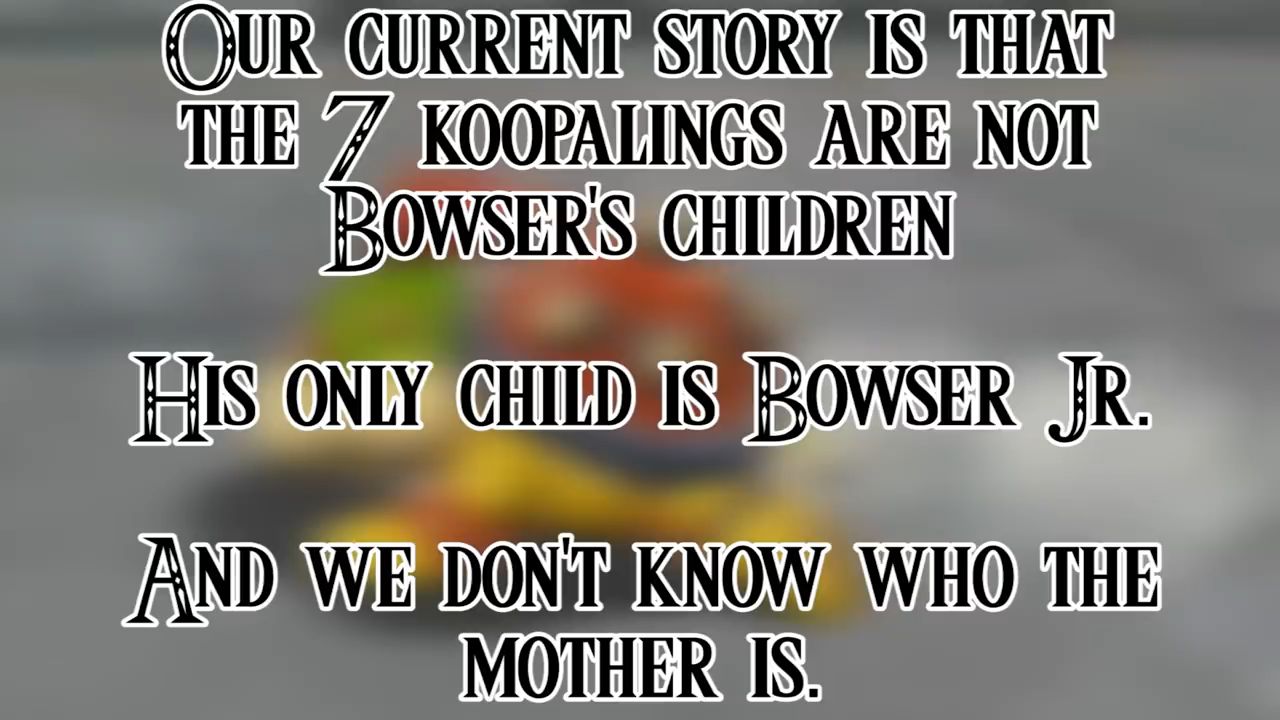 Our current story is that
the 7 koopalings are not
Bowser's children
His only child is Bowser Jr.
And we don't know who the
mother is.